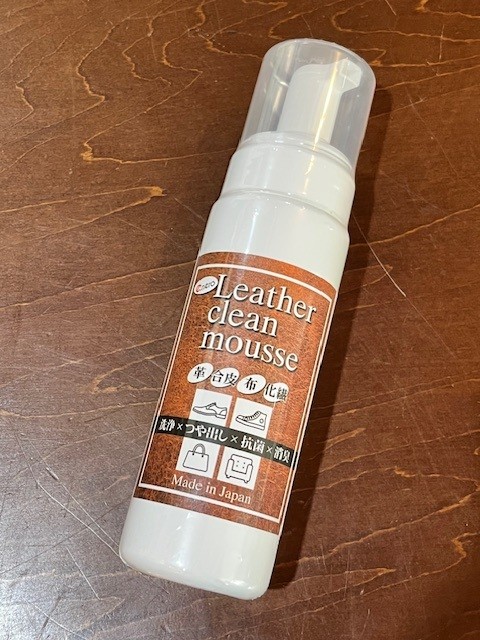 Leather
clean
mousse
革 合皮 布 化繊
洗浄×つや出し×抗菌×消臭
Made in Japan